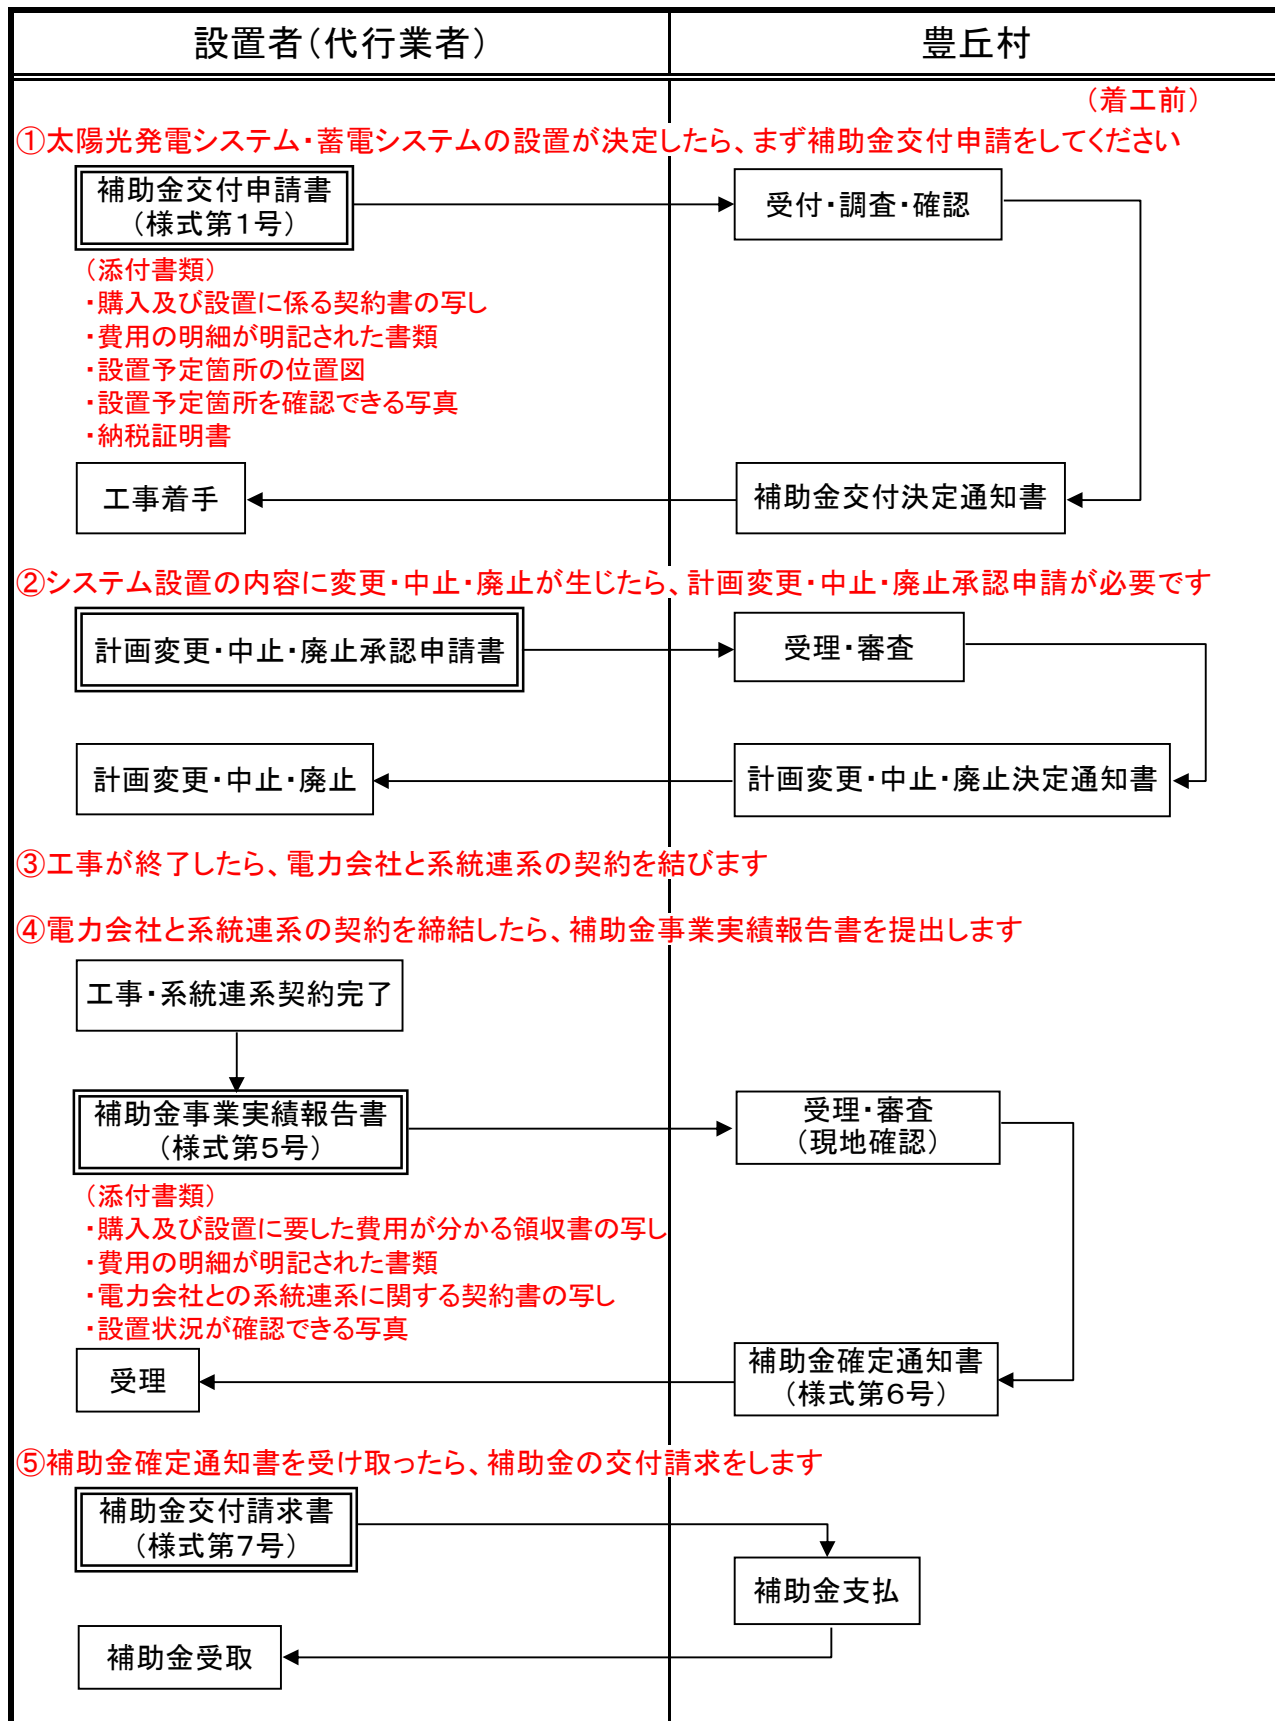 設置者(代行業者)
豊丘村
(着工前)
①太陽光発電システム・蓄電システムの設置が決定したら、まず補助金交付申請をしてください
補助金交付申請書
(様式第1号)
受付・調査・確認
(添付書類)
・購入及び設置に係る契約書の写し
・費用の明細が明記された書類
・設置予定箇所の位置図
・設置予定箇所を確認できる写真
・納税証明書
工事着手
補助金交付決定通知書
②システム設置の内容に変更・中止・廃止が生じたら、計画変更・中止・廃止承認申請が必要です
計画変更・中止・廃止承認申請書
受理・審査
計画変更・中止・廃止
計画変更・中止・廃止決定通知書
③工事が終了したら、電力会社と系統連系の契約を結びます
④電力会社と系統連系の契約を締結したら、補助金事業実績報告書を提出します
工事・系統連系契約完了
補助金事業実績報告書
(様式第5号)
受理・審査
(現地確認)
(添付書類)
・購入及び設置に要した費用が分かる領収書の写し
・費用の明細が明記された書類
・電力会社との系統連系に関する契約書の写し
・設置状況が確認できる写真
受理
補助金確定通知書
(様式第6号)
⑤補助金確定通知書を受け取ったら、補助金の交付請求をします
補助金交付請求書
(様式第7号)
補助金支払
補助金受取